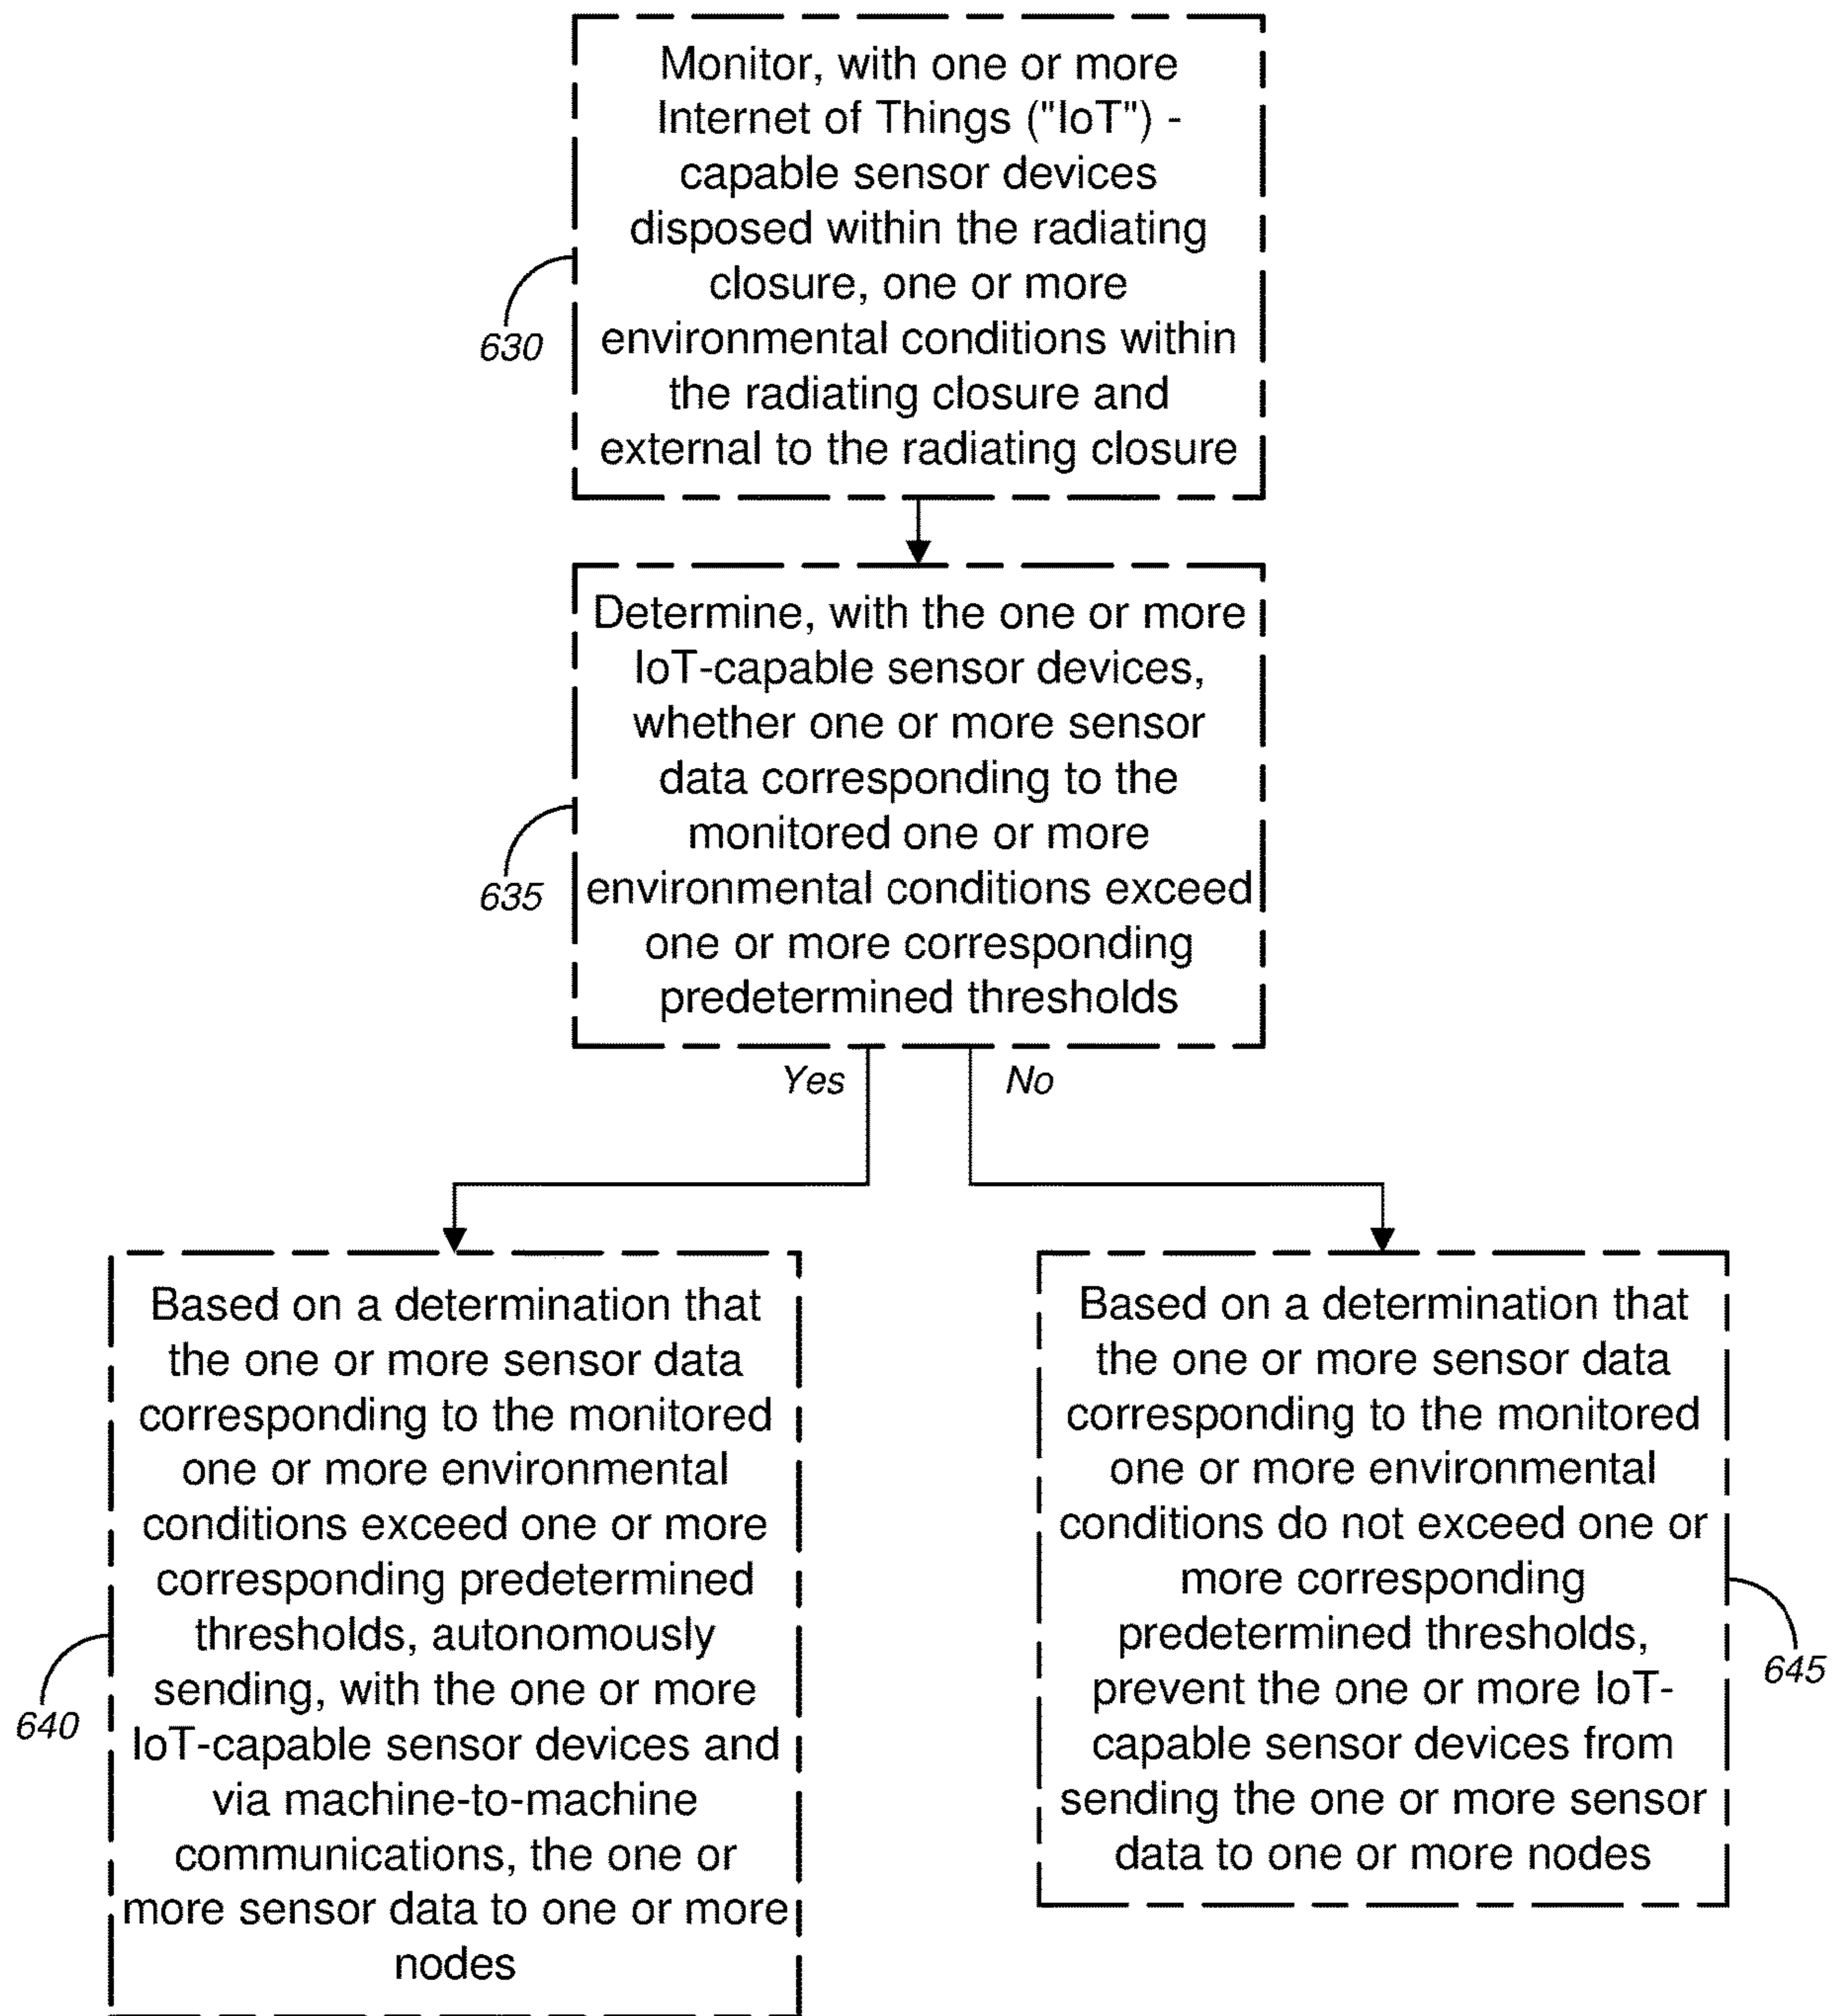 Monitor, with one or more
Internet of Things ("IoT") -
capable sensor devices
disposed within the radiating
closure, one or more
environmental conditions within
the radiating closure and
external to the radiating closure
630
Determine, with the one or more
IoT-capable sensor devices,
whether one or more sensor
data corresponding to the
monitored one or more
environmental conditions exceed
one or more corresponding
predetermined thresholds
635
Yes
No
Based on a determination that
the one or more sensor data
corresponding to the monitored
one or more environmental
conditions exceed one or more
corresponding predetermined
thresholds, autonomously
sending, with the one or more
IoT-capable sensor devices and
via machine-to-machine
communications, the one or
more sensor data to one or more
nodes
640
Based on a determination that
the one or more sensor data
corresponding to the monitored
one or more environmental
conditions do not exceed one or
more corresponding
predetermined thresholds,
prevent the one or more IoT-
capable sensor devices from
sending the one or more sensor
data to one or more nodes
645